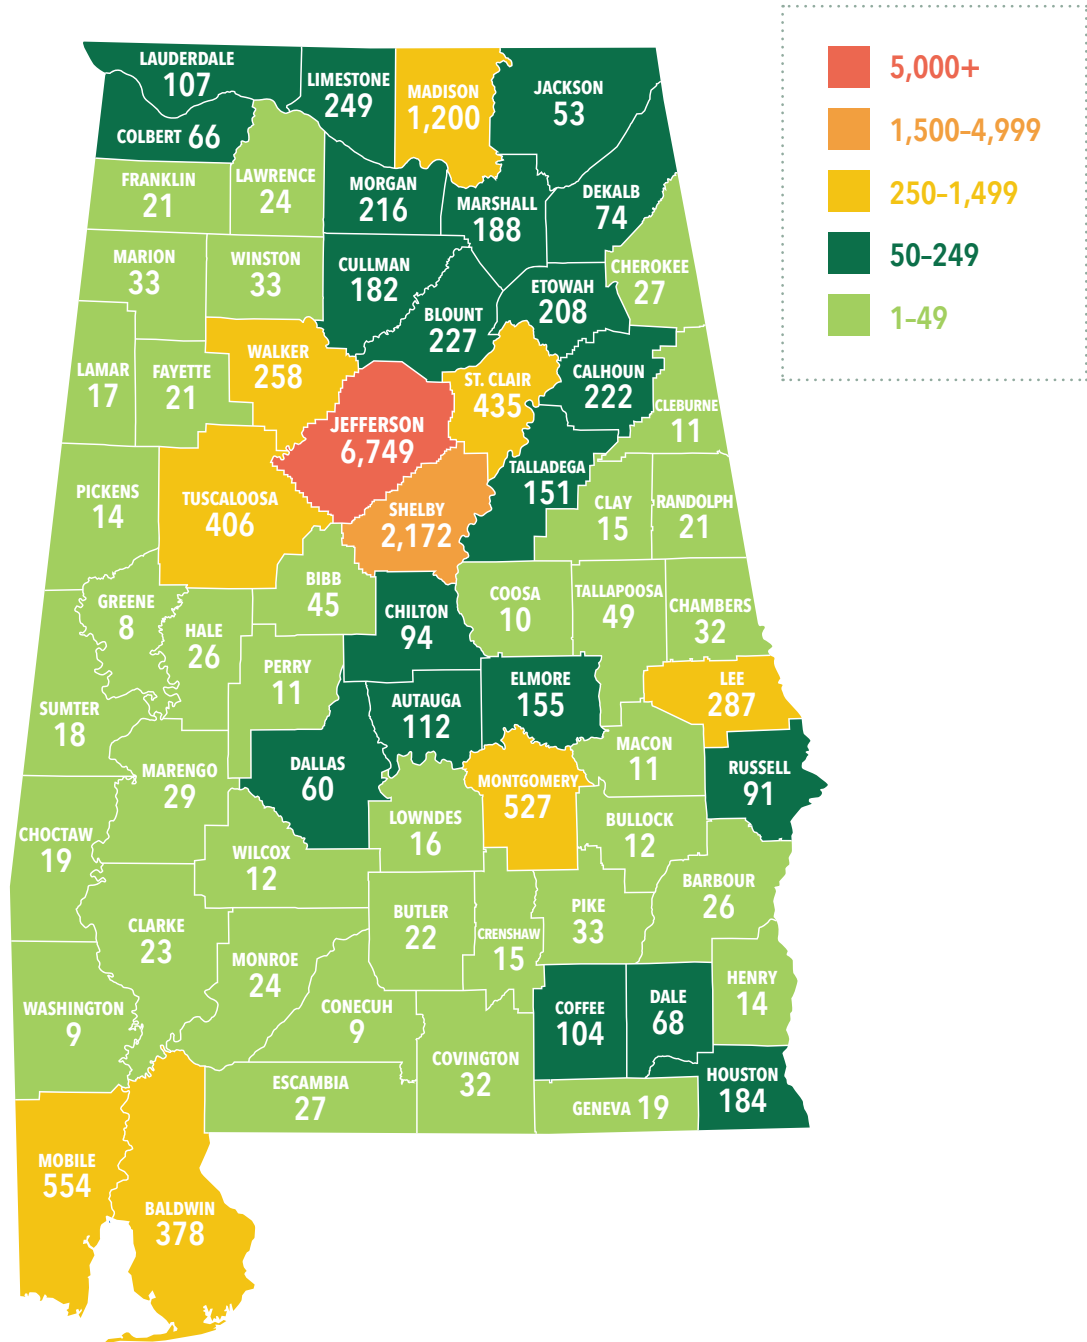 5,000+
1,500–4,999
250–1,499
50–249
1–49
LAUDERDALE
107
LIMESTONE
249
MADISON
1,200
JACKSON
53
COLBERT 66
FRANKLIN
21
LAWRENCE
24
MORGAN
216
MARSHALL
188
DEKALB
74
MARION
33
WINSTON
33
CULLMAN
182
BLOUNT
227
ETOWAH
208
CHEROKEE
27
LAMAR
17
FAYETTE
21
WALKER
258
JEFFERSON
6,749
ST. CLAIR
435
CALHOUN
222
CLEBURNE
11
PICKENS
14
TUSCALOOSA
406
SHELBY
2,172
TALLADEGA
151
CLAY
15
RANDOLPH
21
GREENE
8
HALE
26
BIBB
45
CHILTON
94
COOSA
10
TALLAPOOSA
49
CHAMBERS
32
SUMTER
18
PERRY
11
AUTAUGA
112
ELMORE
155
LEE
287
MARENGO
29
DALLAS
60
LOWNDES
16
MONTGOMERY
527
MACON
11
RUSSELL
91
CHOCTAW
19
WILCOX
12
BULLOCK
12
CLARKE
23
MONROE
24
BUTLER
22
CRENSHAW
15
PIKE
33
BARBOUR
26
WASHINGTON
9
CONECUH
9
COVINGTON
32
COFFEE
104
DALE
68
HENRY
14
ESCAMBIA
27
GENEVA 19
HOUSTON
184
MOBILE
554
BALDWIN
378